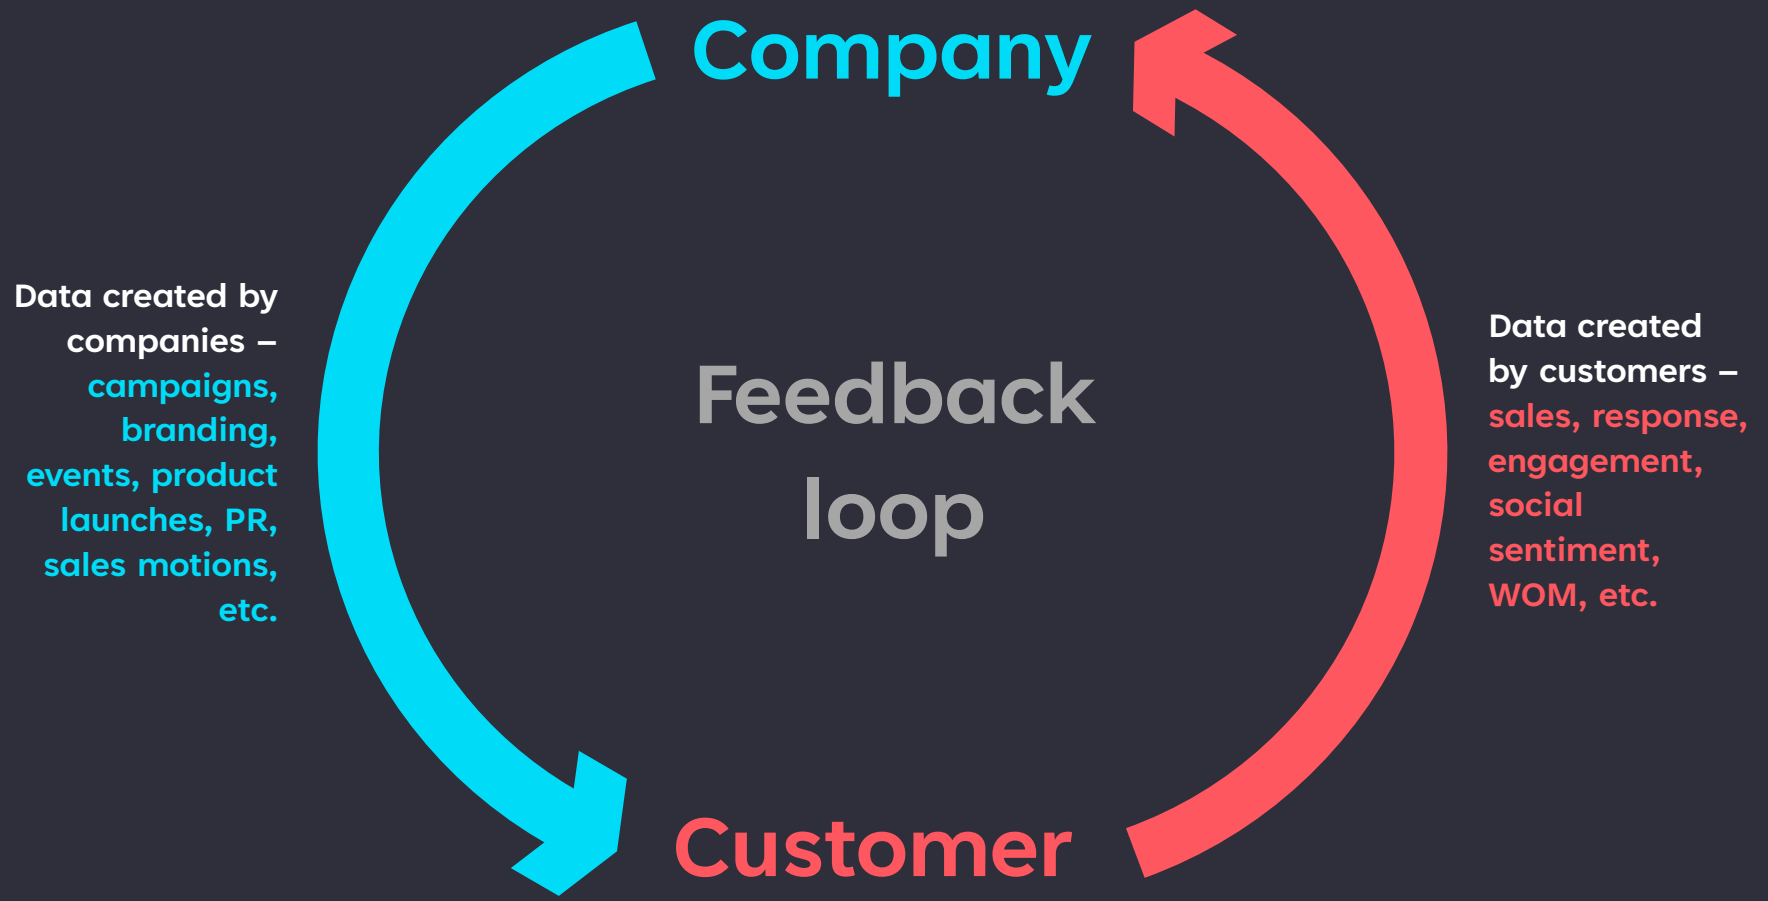 Company
Data created by
companies –
campaigns,
branding,
events, product
launches, PR,
sales motions,
etc.
Feedback
loop
Data created
by customers –
sales, response,
engagement,
social
sentiment,
WOM, etc.
Customer